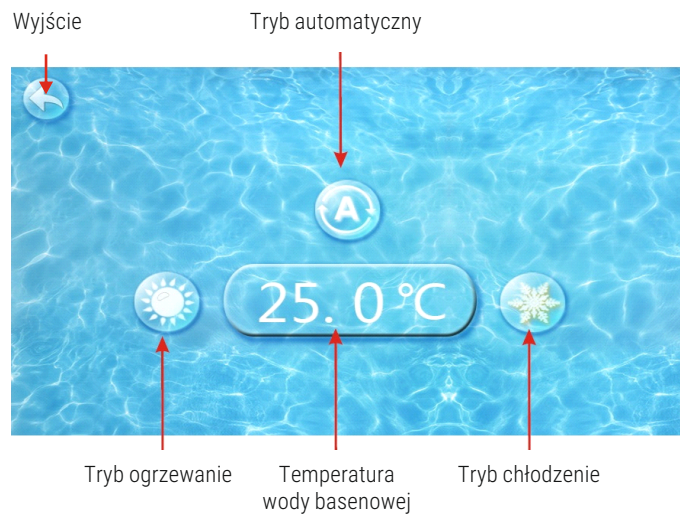 Wyjście
Tryb automatyczny
A
25. 0 °C
Tryb ogrzewanie
Temperatura
wody basenowej
Tryb chłodzenie